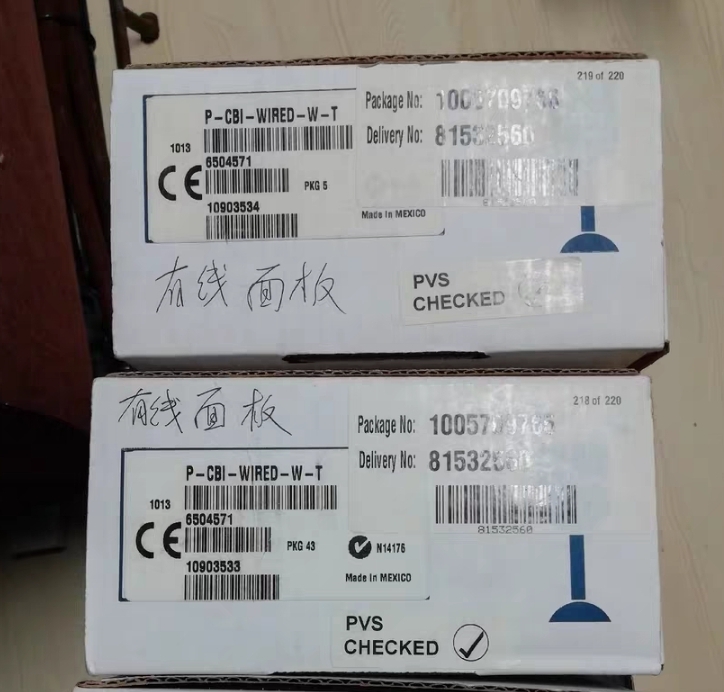 219 of 220
P-CBI-WIRED-W-T
Package No:
Delivery No:
1013
6504571
CE
PKG 5
10903534
Made in MEXICO
有线面板
PVS
CHECKED
218 of 220
有线面板
Package No:
Delivery No: 81532560
P-CBI-WIRED-W-T
81532560
1013
6504571
CE
PKG 43
N14176
10903533
Made in MEXICO
PVS
CHECKED